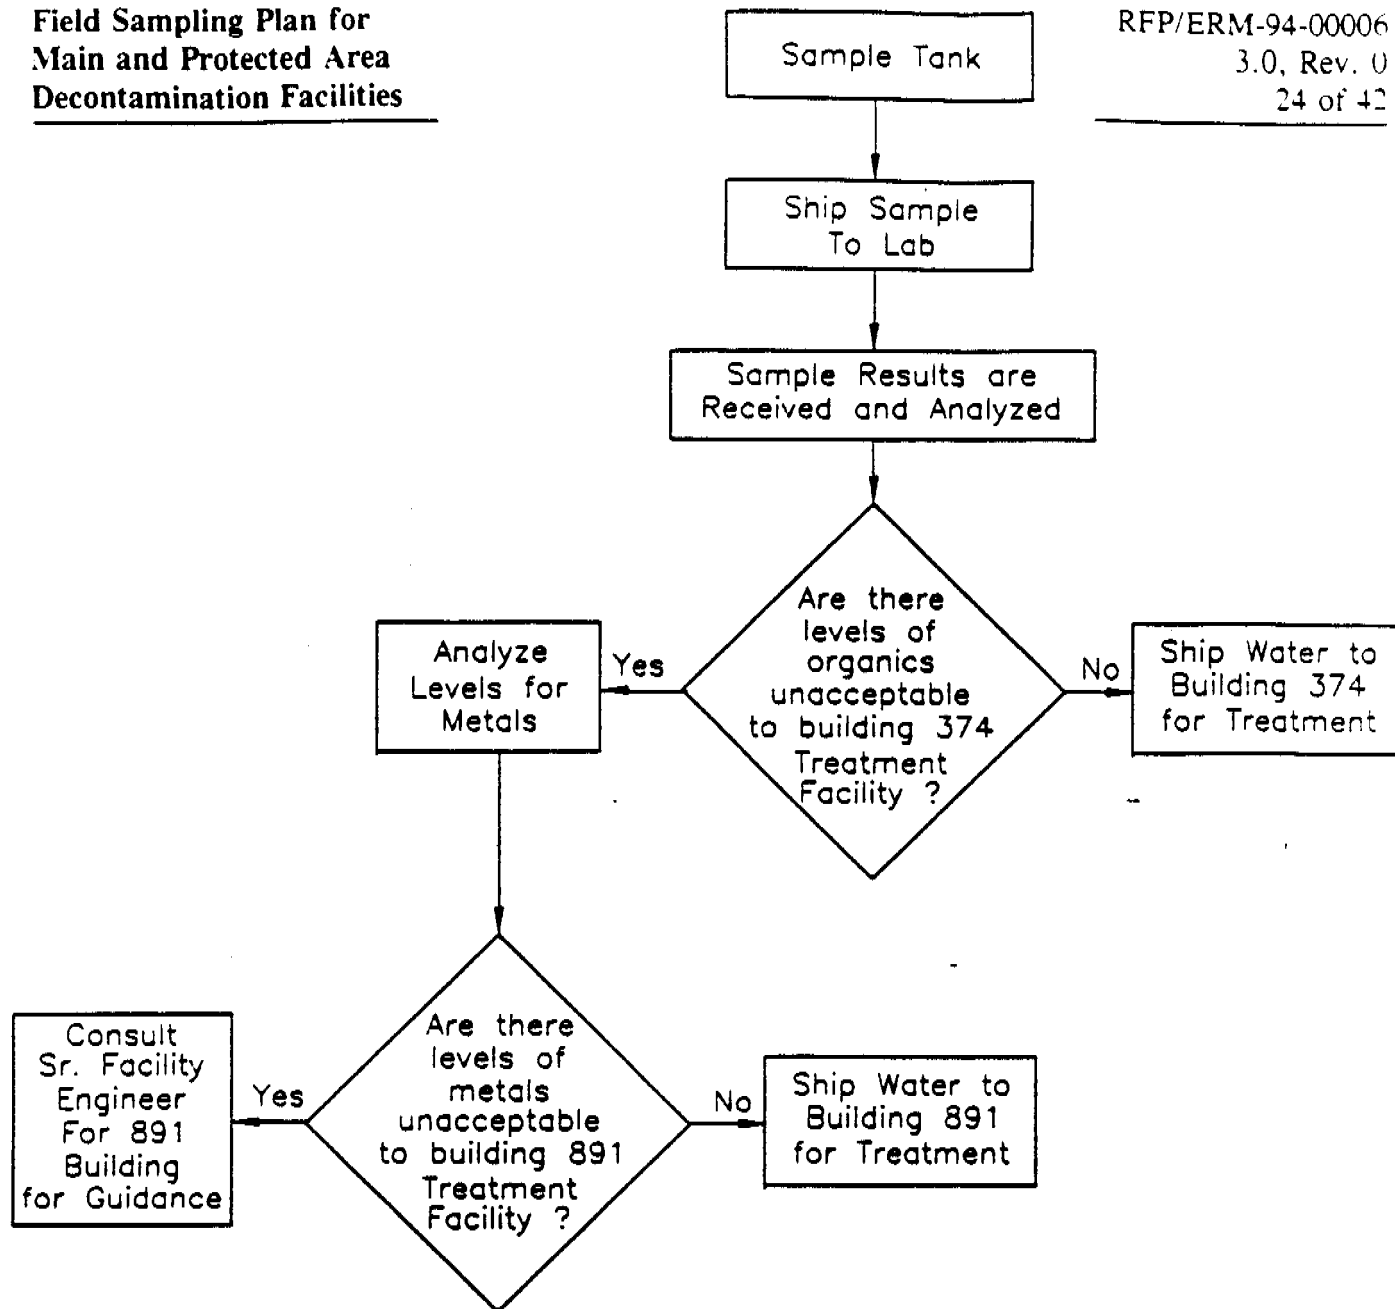 Field Sampling Plan for
Main and Protected Area
Decontamination Facilities
RFP/ERM-94-00006
3.0, Rev. 0
24 of 42
Sample Tank
Ship Sample
To Lab
Sample Results are
Received and Analyzed
Are there
levels of
organics
unacceptable
to building 374
Treatment
Facility ?
Yes
No
Analyze
Levels for
Metals
Ship Water to
Building 374
for Treatment
Are there
levels of
metals
unacceptable
to building 891
Treatment
Facility ?
Yes
No
Consult
Sr. Facility
Engineer
For 891
Building
for Guidance
Ship Water to
Building 891
for Treatment